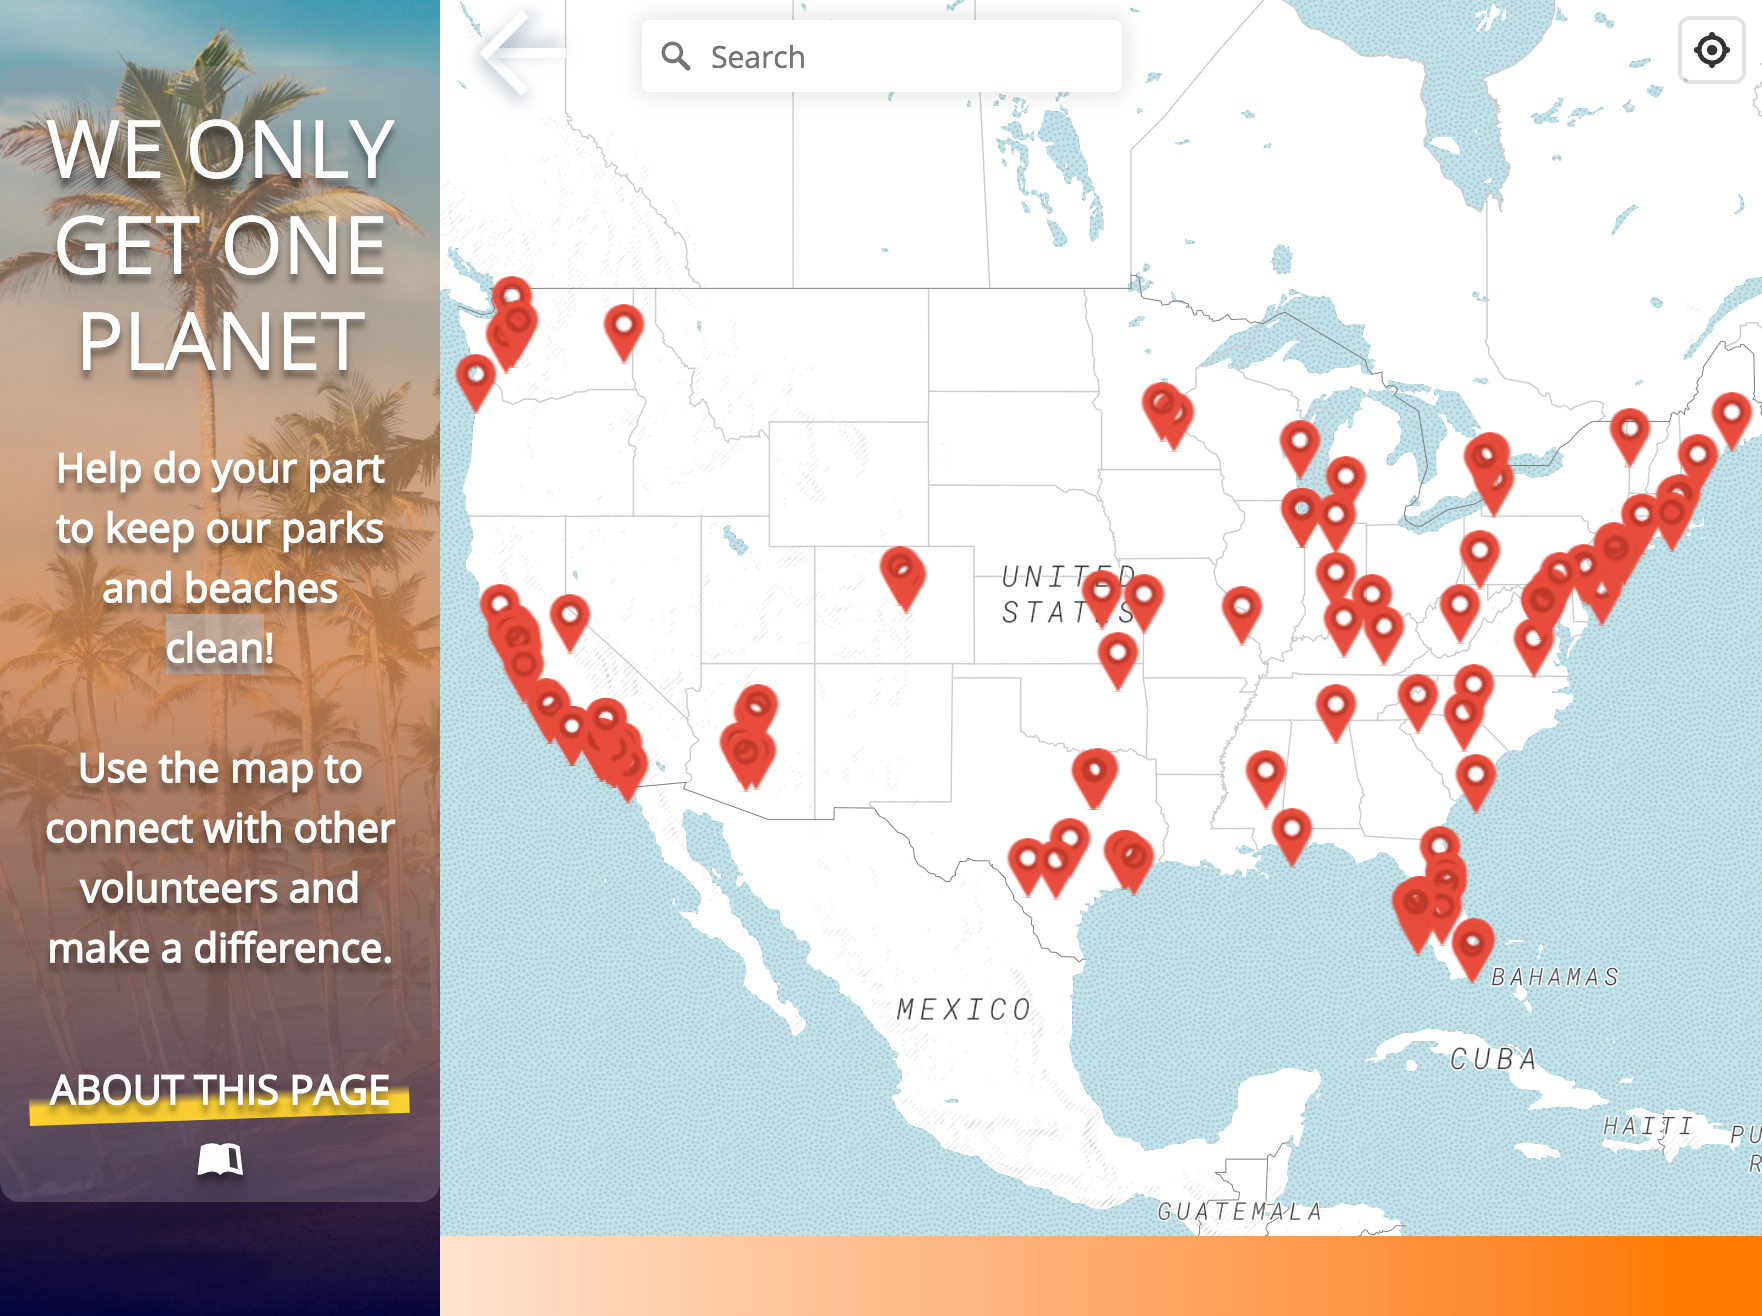 WE ONLY
GET ONE
PLANET
Help do your part
to keep our parks
and beaches
clean!
Use the map to
connect with other
volunteers and
make a difference.
ABOUT THIS PAGE
Search
UNITED
STATES
MEXICO
BAHAMAS
CUBA
HAITI
PU
R
GUATEMALA